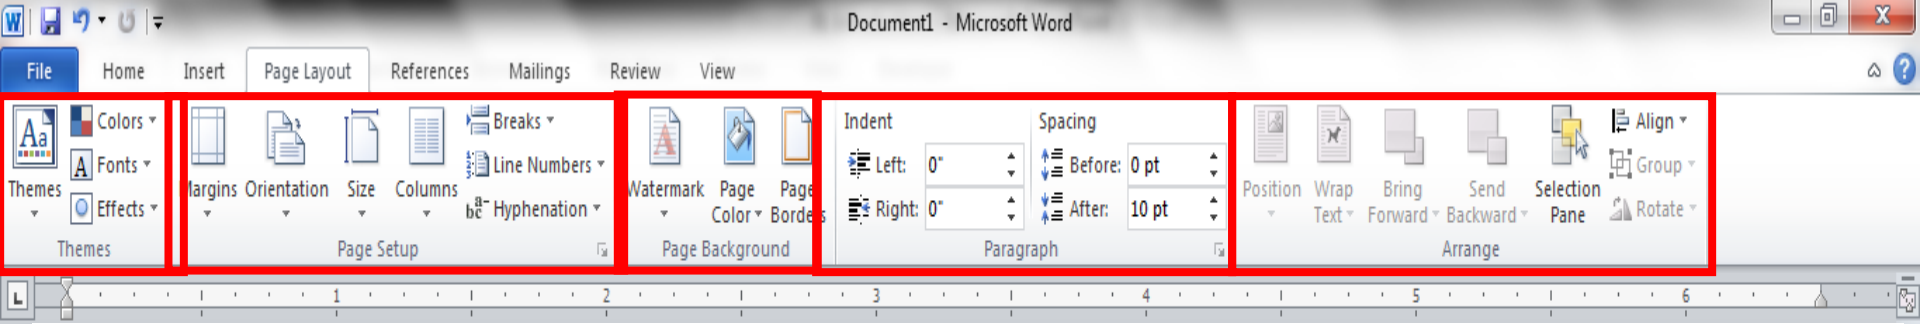 Document1 - Microsoft Word
File Home Insert Page Layout References Mailings Review View
Themes
Colors
Fonts
Effects
Themes
Margins
Orientation
Size
Columns
Breaks
Line Numbers
Hyphenation
Page Setup
Watermark
Page Color
Page Borders
Page Background
Indent
Left: 0"
Right: 0"
Spacing
Before: 0 pt
After: 10 pt
Paragraph
Position
Wrap Text
Bring Forward
Send Backward
Selection Pane
Align
Group
Rotate
Arrange
1 2 3 4 5 6